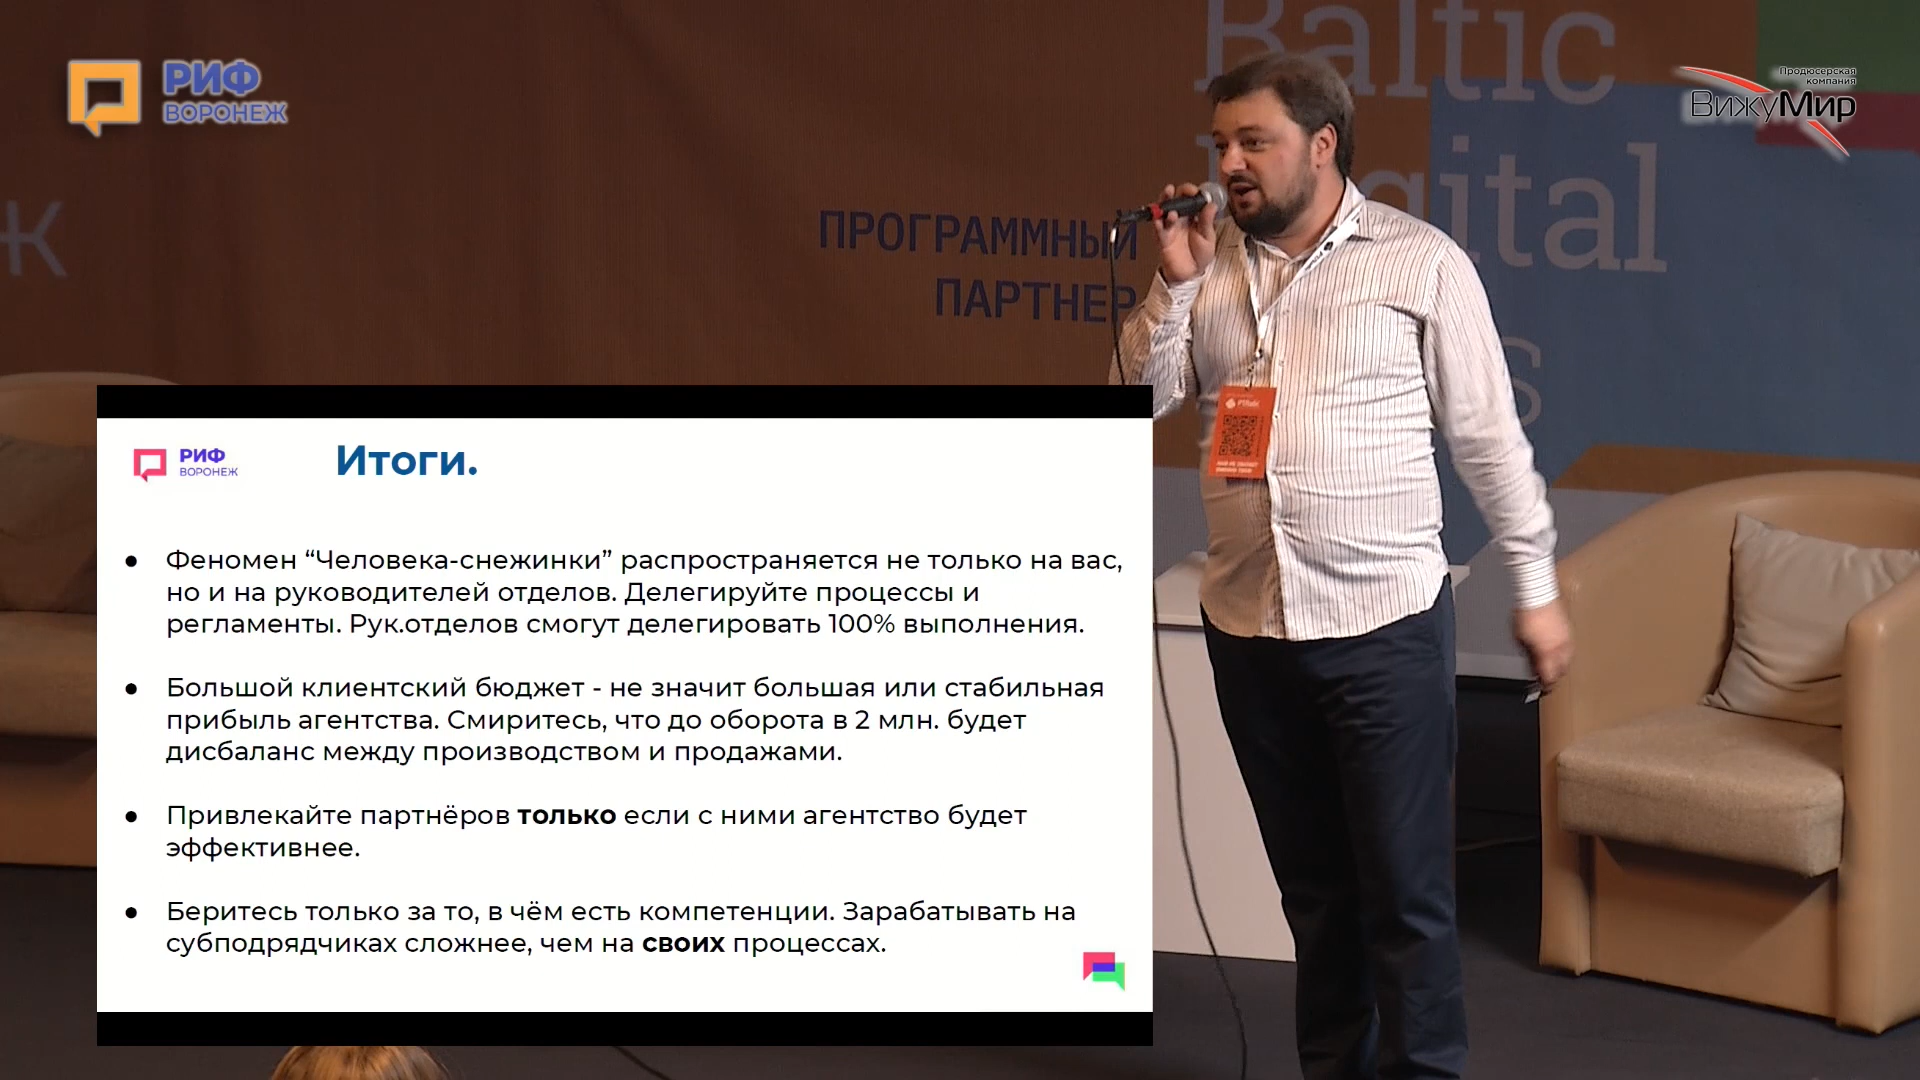 РИФ
ВОРОНЕЖ
Продюсерская
компания
ВижуМир
Baltic
Digital
Ж
ПРОГРАММНЫЙ
ПАРТНЕР
РИФ
ВОРОНЕЖ
Итоги.
● Феномен “Человека-снежинки” распространяется не только на вас,
но и на руководителей отделов. Делегируйте процессы и
регламенты. Рук.отделов смогут делегировать 100% выполнения.
● Большой клиентский бюджет - не значит большая или стабильная
прибыль агентства. Смиритесь, что до оборота в 2 млн. будет
дисбаланс между производством и продажами.
● Привлекайте партнёров только если с ними агентство будет
эффективнее.
● Беритесь только за то, в чём есть компетенции. Зарабатывать на
субподрядчиках сложнее, чем на своих процессах.